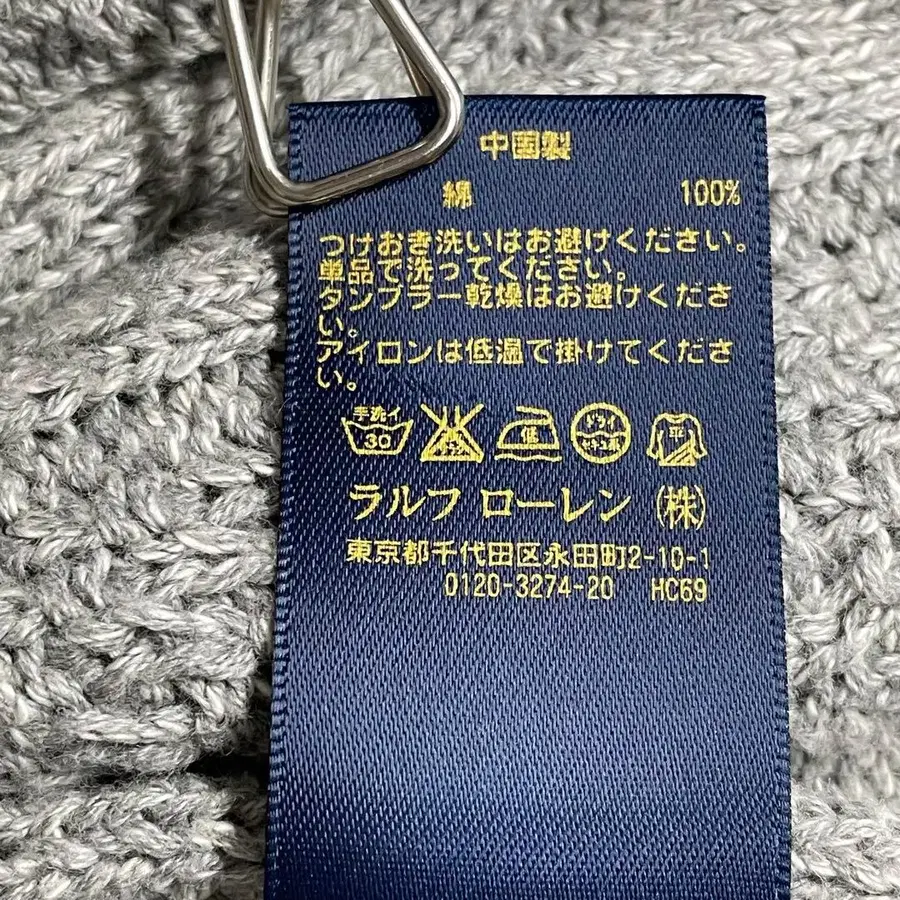 中国製
綿 100%
つけおき洗いはお避けください。
単品で洗ってください。
タンブラー乾燥はお避けくださ
い。
アイロンは低温で掛けてくださ
い。
手洗イ 30 低 ドライ 平
ラルフ ローレン (株)
東京都千代田区永田町2-10-1
0120-3274-20 HC69